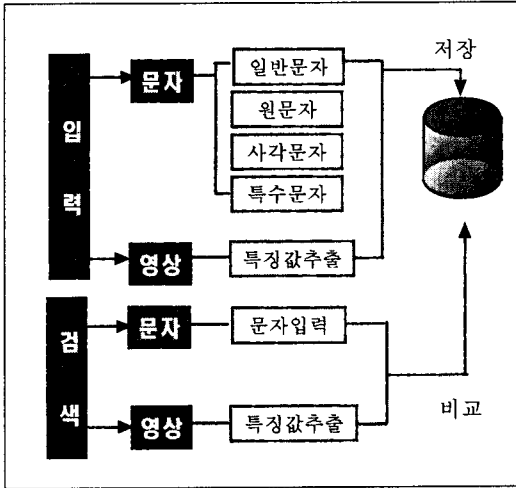 저장
입력
문자
일반문자
원문자
사각문자
특수문자
영상
특징값추출
검색
문자
문자입력
영상
특징값추출
비교